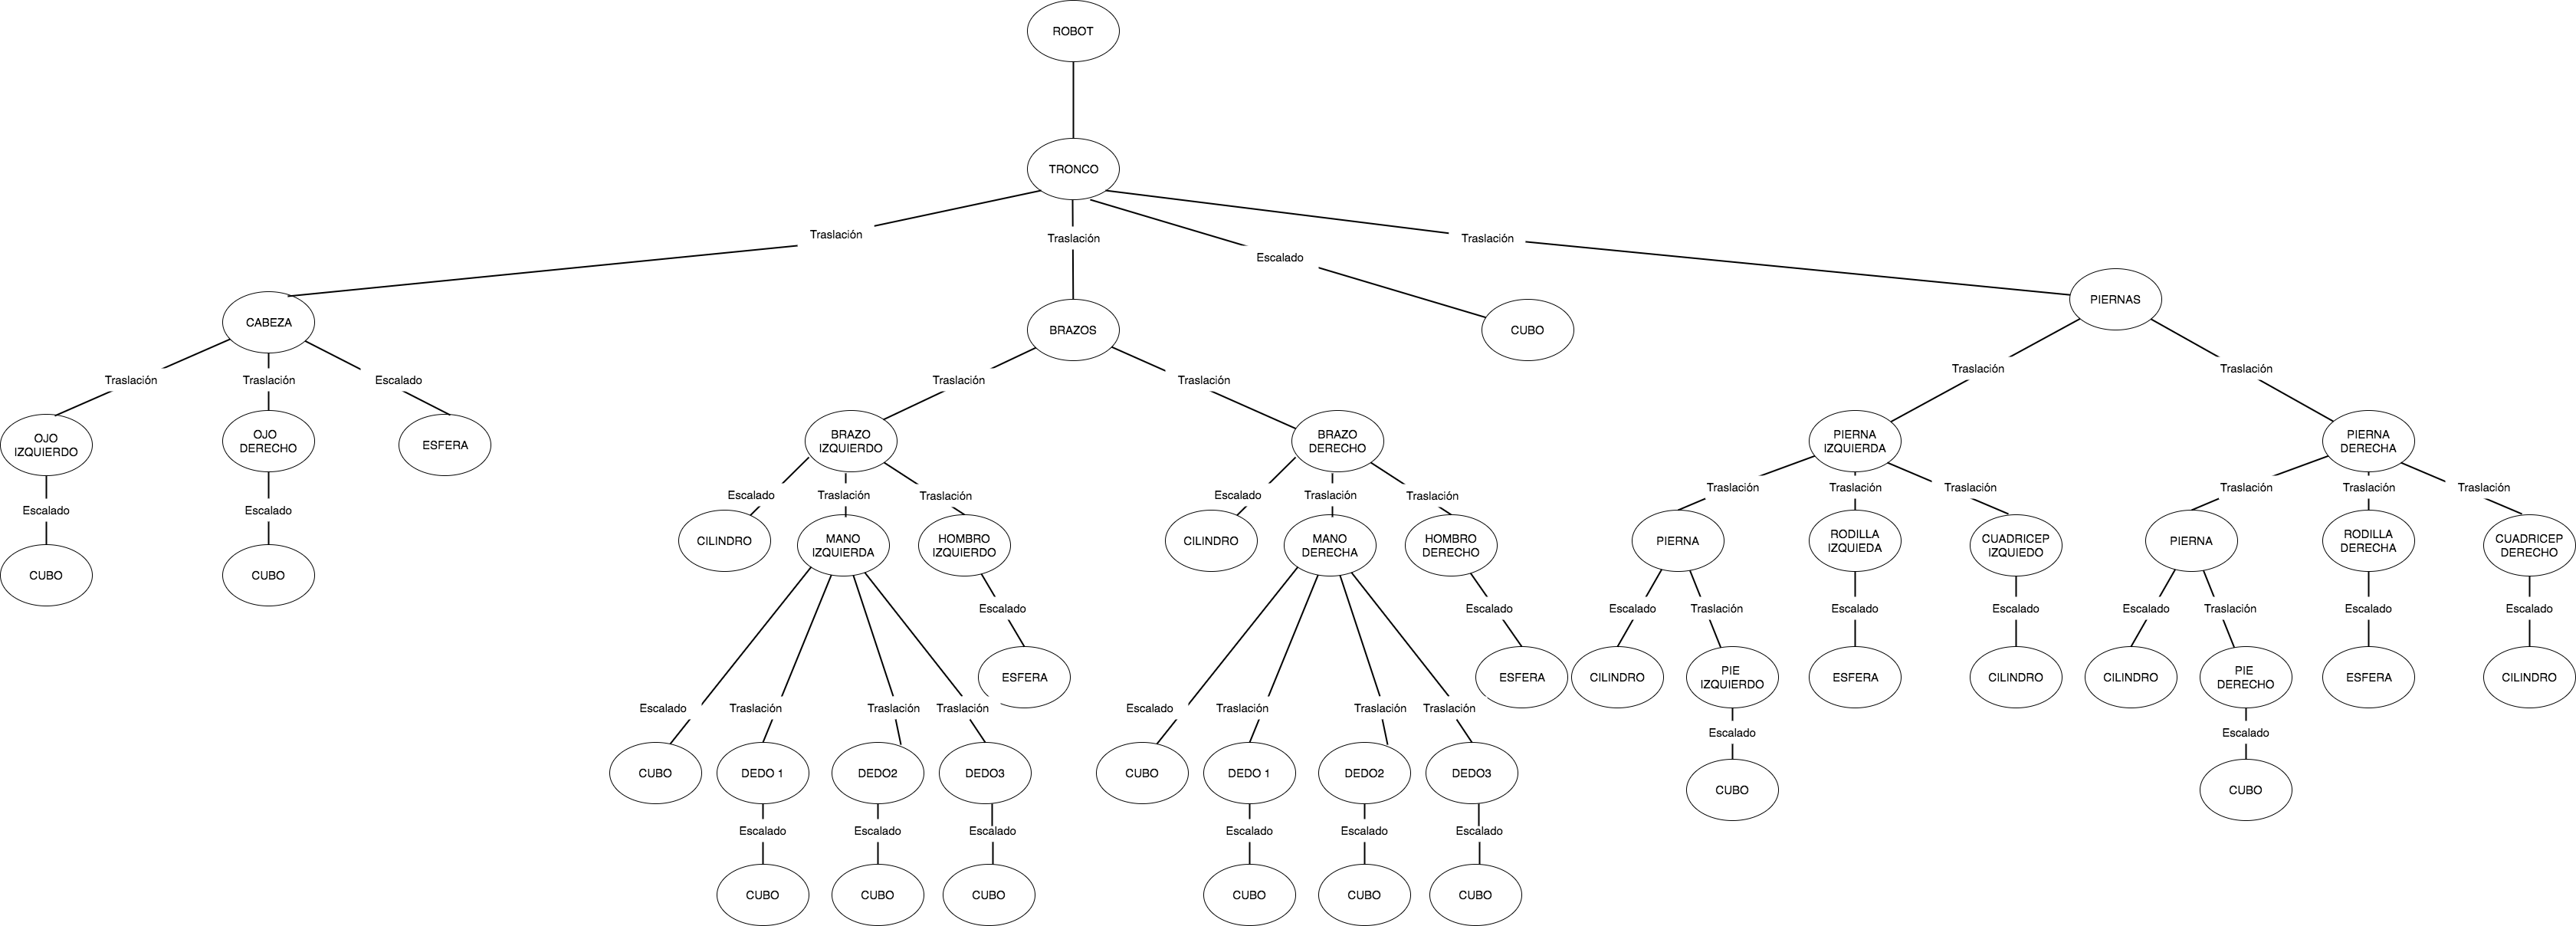 ROBOT
TRONCO
Traslación
Traslación
Escalado
Traslación
CABEZA
BRAZOS
CUBO
PIERNAS
Traslación
Traslación
Escalado
Traslación
Traslación
Traslación
Traslación
OJO
IZQUIERDO
OJO
DERECHO
ESFERA
BRAZO
IZQUIERDO
BRAZO
DERECHO
PIERNA
IZQUIERDA
PIERNA
DERECHA
Escalado
Escalado
Escalado
Traslación
Traslación
Escalado
Traslación
Traslación
Traslación
Traslación
Traslación
Traslación
Traslación
Traslación
CUBO
CUBO
CILINDRO
MANO
IZQUIERDA
HOMBRO
IZQUIERDO
CILINDRO
MANO
DERECHA
HOMBRO
DERECHO
PIERNA
RODILLA
IZQUIEDA
CUADRICEP
IZQUIEDO
PIERNA
RODILLA
DERECHA
CUADRICEP
DERECHO
Escalado
Escalado
Escalado
Traslación
Escalado
Escalado
Escalado
Traslación
Escalado
Escalado
ESFERA
ESFERA
CILINDRO
PIE
IZQUIERDO
ESFERA
CILINDRO
CILINDRO
PIE
DERECHO
ESFERA
CILINDRO
Escalado
Traslación
Traslación
Traslación
Escalado
Traslación
Traslación
Traslación
Escalado
Escalado
CUBO
DEDO 1
DEDO2
DEDO3
CUBO
DEDO 1
DEDO2
DEDO3
CUBO
CUBO
Escalado
Escalado
Escalado
Escalado
Escalado
Escalado
CUBO
CUBO
CUBO
CUBO
CUBO
CUBO